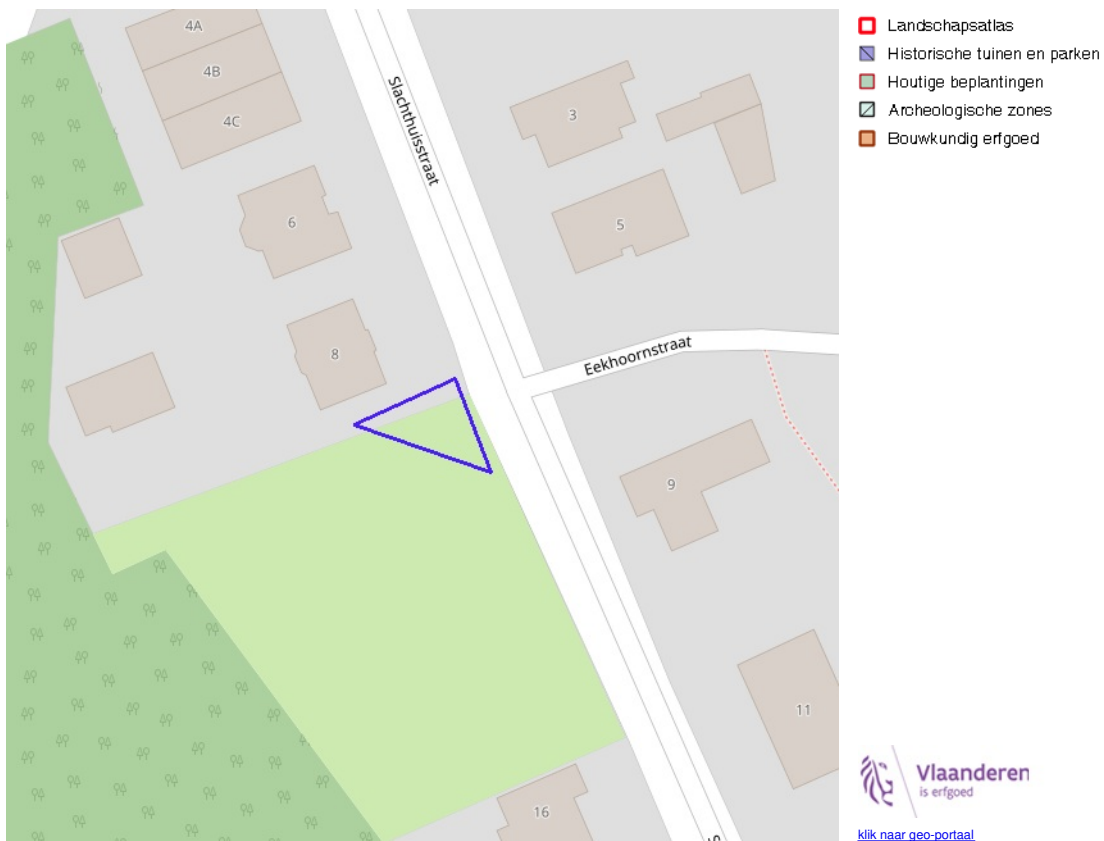 4A
4B
4C
Slachthuisstraat
3
6
5
8
Eekhoornstraat
9
11
16
S
Landschapsatlas
Historische tuinen en parken
Houtige beplantingen
Archeologische zones
Bouwkundig erfgoed
Vlaanderen
is erfgoed
klik naar geo-portaal